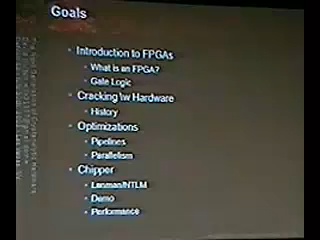 Goals
Introduction to FPGAs
What is an FPGA?
Gate Logic
Cracking \w Hardware
History
Optimizations
Pipelines
Parallelism
Chipper
Lanman/NTLM
Demo
Performance